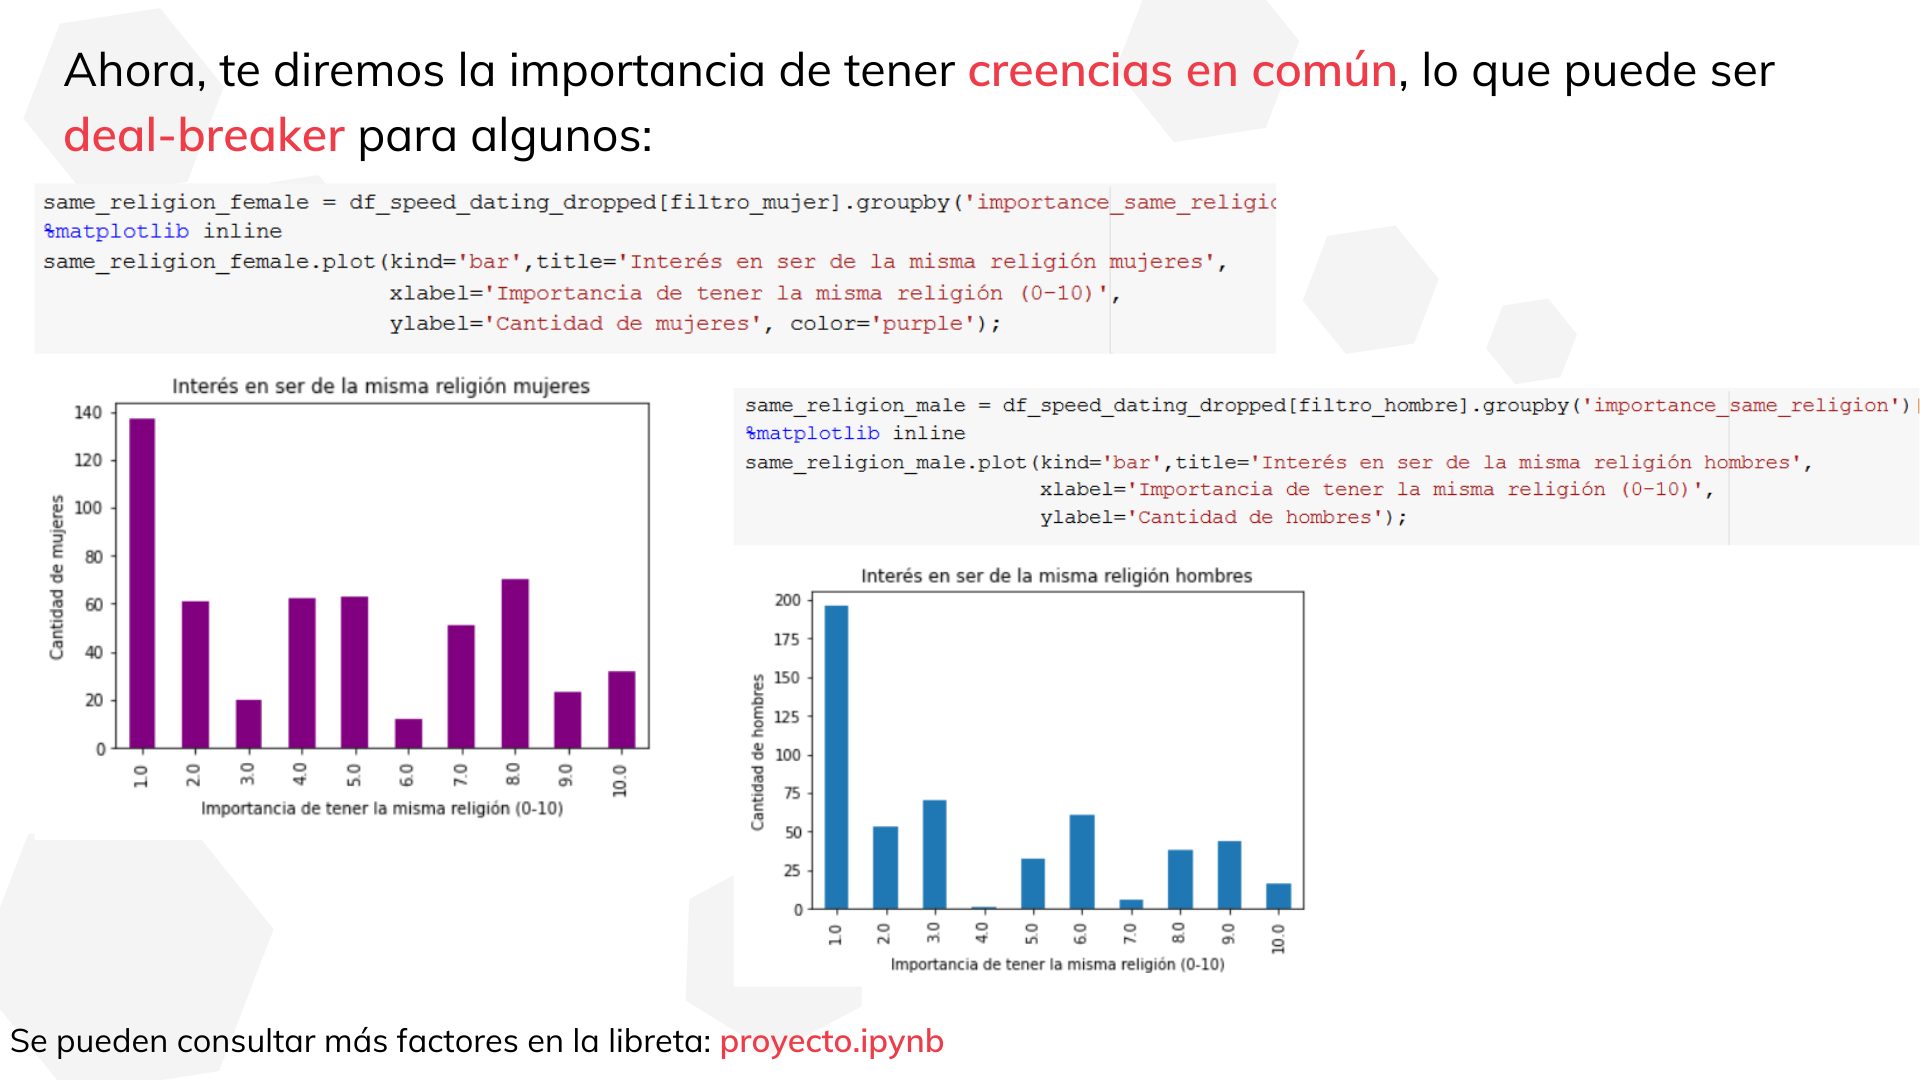 Ahora, te diremos la importancia de tener creencias en común, lo que puede ser
deal-breaker para algunos:
same_religion_female = df_speed_dating_dropped[filtro_mujer].groupby('importance_same_religio
%matplotlib inline
same_religion_female.plot(kind='bar',title='Interés en ser de la misma religión mujeres',
xlabel='Importancia de tener la misma religión (0-10)',
ylabel='Cantidad de mujeres', color='purple');
Interés en ser de la misma religión mujeres
140
120
100
80
60
40
20
0
Cantidad de mujeres
1.0 2.0 3.0 4.0 5.0 6.0 7.0 8.0 9.0 10.0
Importancia de tener la misma religión (0-10)
same_religion_male = df_speed_dating_dropped[filtro_hombre].groupby('importance_same_religion')
%matplotlib inline
same_religion_male.plot(kind='bar',title='Interés en ser de la misma religión hombres',
xlabel='Importancia de tener la misma religión (0-10)',
ylabel='Cantidad de hombres');
Interés en ser de la misma religión hombres
200
175
150
125
100
75
50
25
0
Cantidad de hombres
1.0 2.0 3.0 4.0 5.0 6.0 7.0 8.0 9.0 10.0
Importancia de tener la misma religión (0-10)
Se pueden consultar más factores en la libreta: proyecto.ipynb